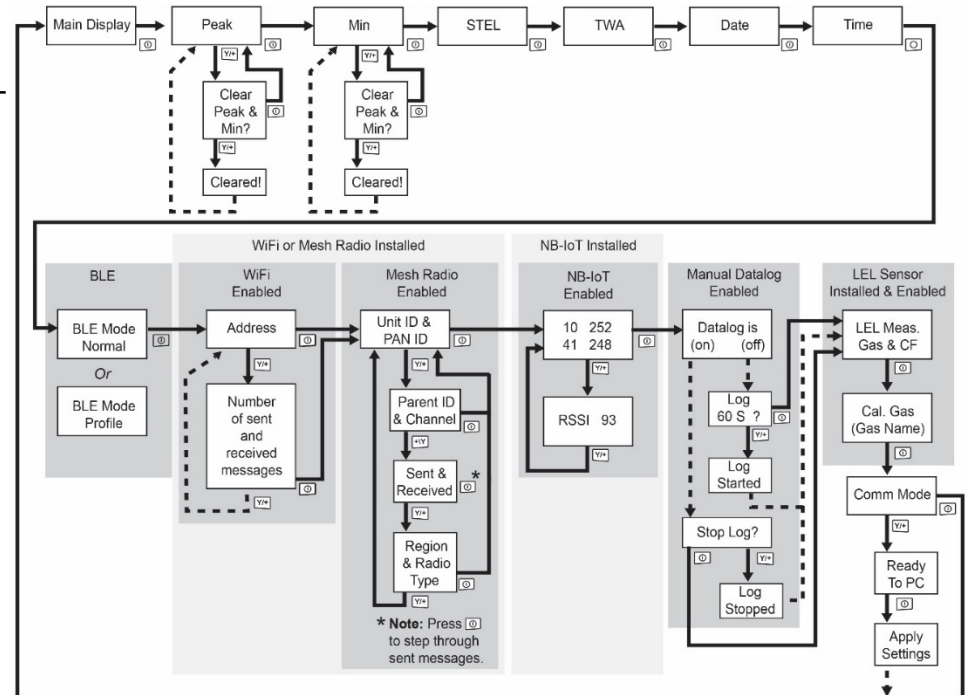 Main Display
Peak
Min
STEL
TWA
Date
Time
Y/+
Y/+
Clear
Peak &
Min?
Clear
Peak &
Min?
Y/+
Y/+
Cleared!
Cleared!
WiFi or Mesh Radio Installed
NB-IoT Installed
BLE
WiFi
Enabled
Mesh Radio
Enabled
NB-IoT
Enabled
Manual Datalog
Enabled
LEL Sensor
Installed & Enabled
BLE Mode
Normal
Or
BLE Mode
Profile
Address
Y/+
Number
of sent
and
received
messages
Y/+
Unit ID &
PAN ID
Y/+
Parent ID
& Channel
+\Y
Sent &
Received
*
Y/+
Region
& Radio
Type
Y/+
* Note: Press
to step through
sent messages.
10 252
41 248
Y/+
RSSI 93
Y/+
Datalog is
(on) (off)
Log
60 S ?
Y/+
Log
Started
Stop Log?
Y/+
Log
Stopped
LEL Meas.
Gas & CF
Cal. Gas
(Gas Name)
Comm Mode
Y/+
Ready
To PC
Apply
Settings